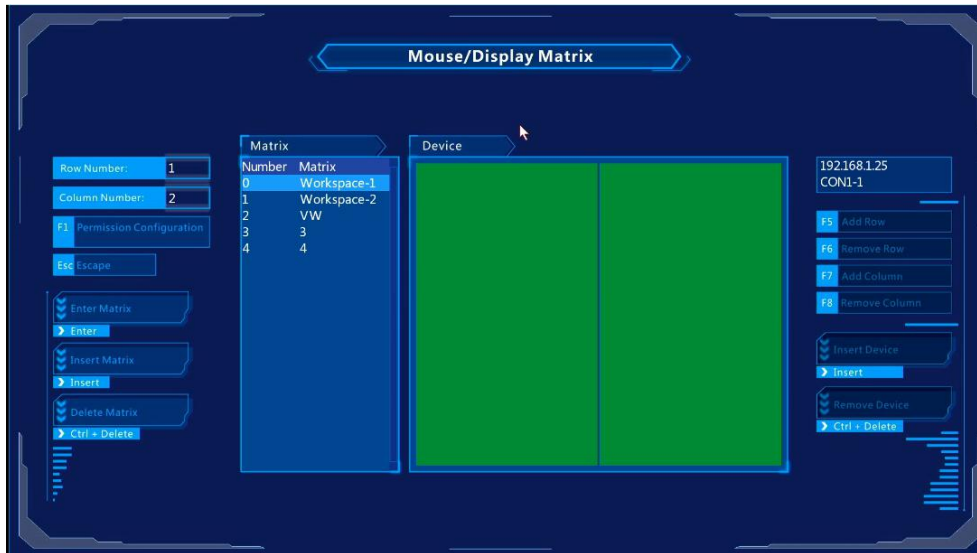 Mouse/Display Matrix
Row Number: 1
Column Number: 2
F1 Permission Configuration
Esc Escape
Enter Matrix
Enter
Insert Matrix
Insert
Delete Matrix
Ctrl + Delete
Matrix
Number Matrix
0 Workspace-1
1 Workspace-2
2 VW
3 3
4 4
Device
192.168.1.25
CON1-1
F5 Add Row
F6 Remove Row
F7 Add Column
F8 Remove Column
Insert Device
Insert
Remove Device
Ctrl + Delete